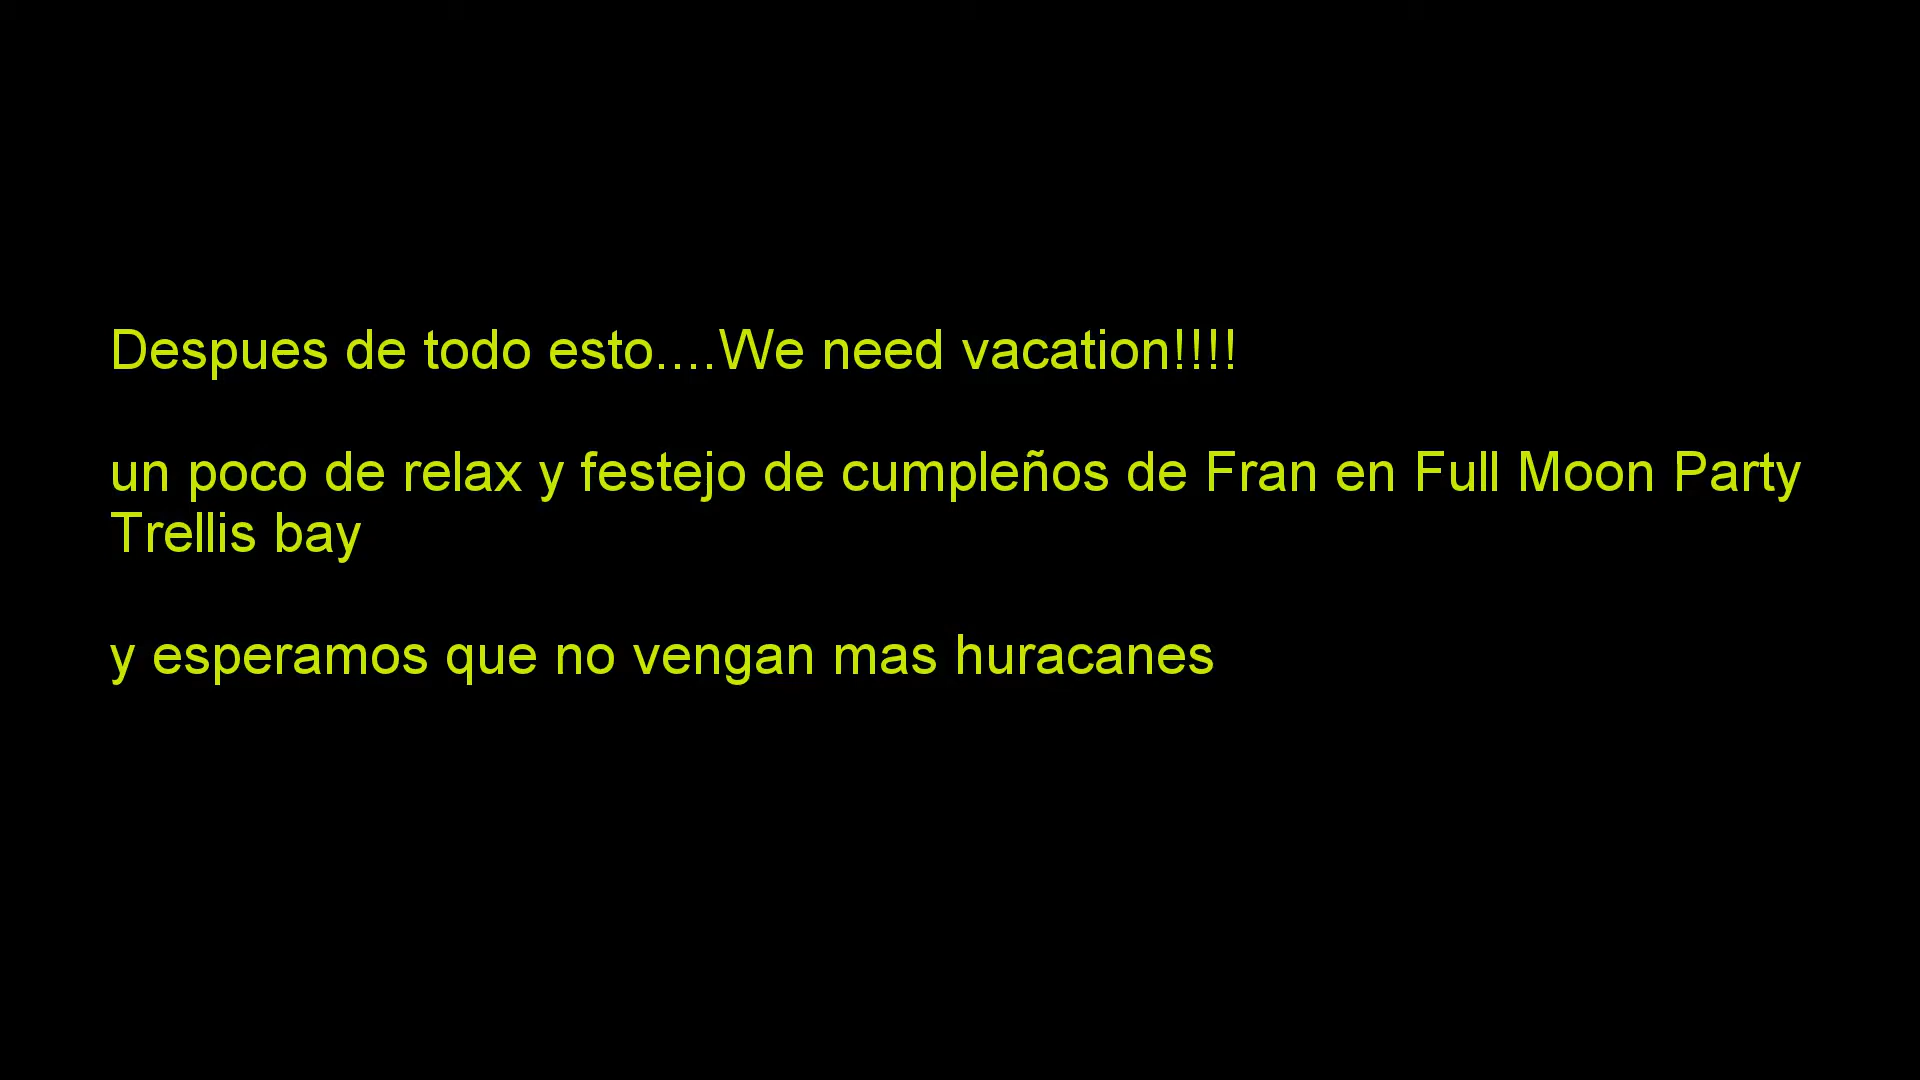 Despues de todo esto....We need vacation!!!!
un poco de relax y festejo de cumpleños de Fran en Full Moon Party
Trellis bay
y esperamos que no vengan mas huracanes